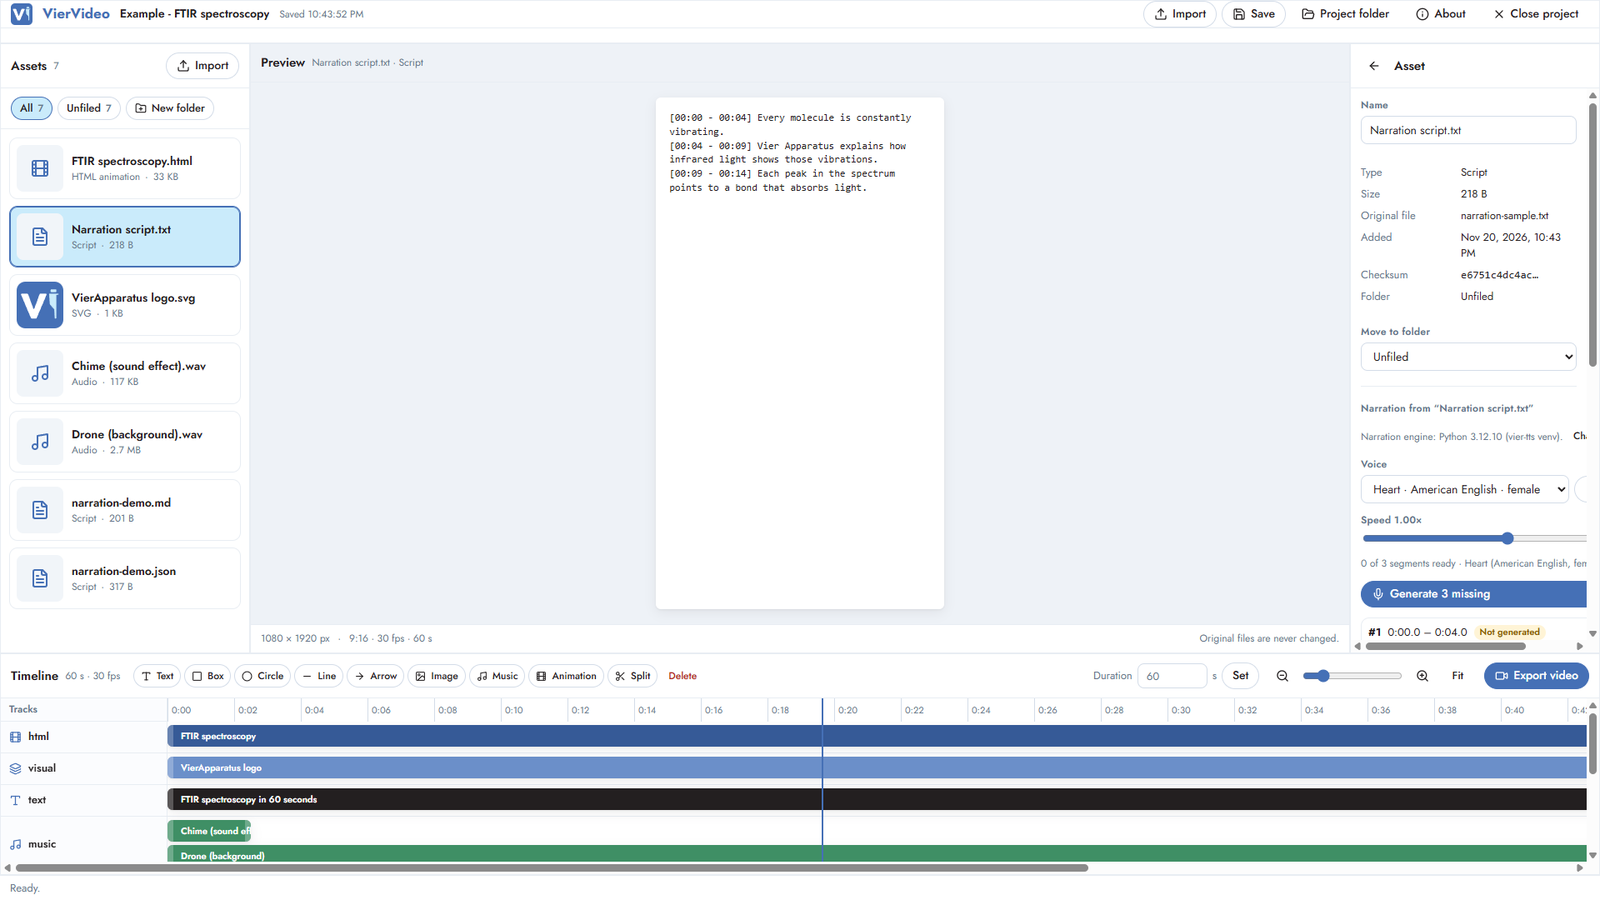 VierVideo Example - FTIR spectroscopy Saved 10:43:52 PM Import Save Project folder About Close project
Assets 7 Import
All 7 Unfiled 7 New folder
FTIR spectroscopy.html
HTML animation · 33 KB
Narration script.txt
Script · 218 B
VierApparatus logo.svg
SVG · 1 KB
Chime (sound effect).wav
Audio · 117 KB
Drone (background).wav
Audio · 2.7 MB
narration-demo.md
Script · 201 B
narration-demo.json
Script · 317 B
Preview Narration script.txt · Script
[00:00 - 00:04] Every molecule is constantly
vibrating.
[00:04 - 00:09] Vier Apparatus explains how
infrared light shows those vibrations.
[00:09 - 00:14] Each peak in the spectrum
points to a bond that absorbs light.
1080 × 1920 px · 9:16 · 30 fps · 60 s Original files are never changed.
Asset
Name
Narration script.txt
Type Script
Size 218 B
Original file narration-sample.txt
Added Nov 20, 2026, 10:43
PM
Checksum e6751c4dc4ac…
Folder Unfiled
Move to folder
Unfiled
Narration from “Narration script.txt”
Narration engine: Python 3.12.10 (vier-tts venv).
Voice
Heart · American English · female
Speed 1.00x
0 of 3 segments ready · Heart (American English,
Generate 3 missing
#1 0:00.0 – 0:04.0 Not generated
Timeline 60 s · 30 fps Text Box Circle Line Arrow Image Music Animation Split Delete Duration 60 s Set Fit Export video
Tracks 0:00 0:02 0:04 0:06 0:08 0:10 0:12 0:14 0:16 0:18 0:20 0:22 0:24 0:26 0:28 0:30 0:32 0:34 0:36 0:38 0:40
html FTIR spectroscopy
visual VierApparatus logo
text FTIR spectroscopy in 60 seconds
Chime (sound eff
music
Drone (background)
Ready.